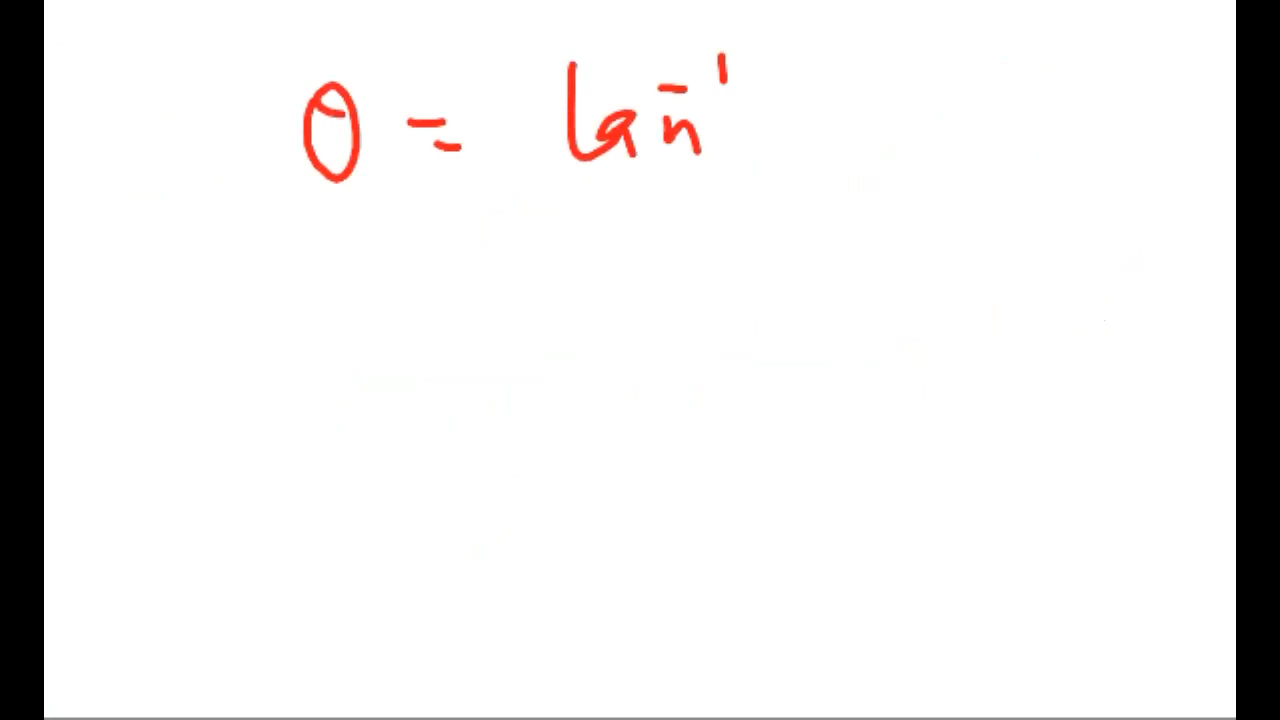 θ = tan⁻¹